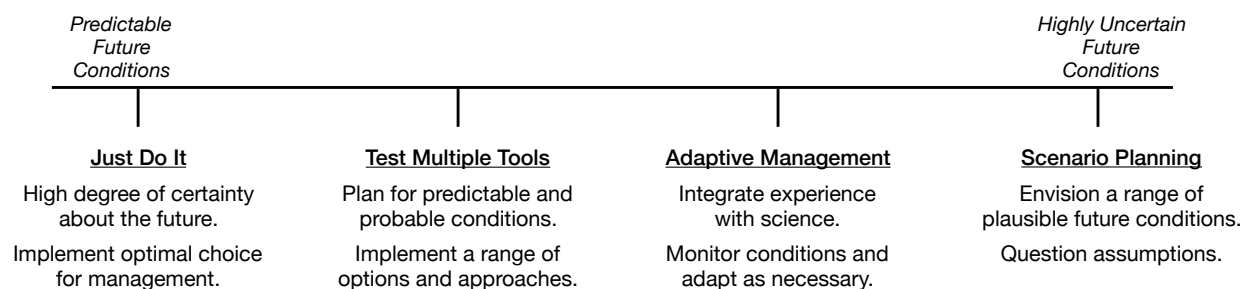 Predictable
Future
Conditions
Highly Uncertain
Future
Conditions
Just Do It
High degree of certainty
about the future.
Implement optimal choice
for management.
Test Multiple Tools
Plan for predictable and
probable conditions.
Implement a range of
options and approaches.
Adaptive Management
Integrate experience
with science.
Monitor conditions and
adapt as necessary.
Scenario Planning
Envision a range of
plausible future conditions.
Question assumptions.